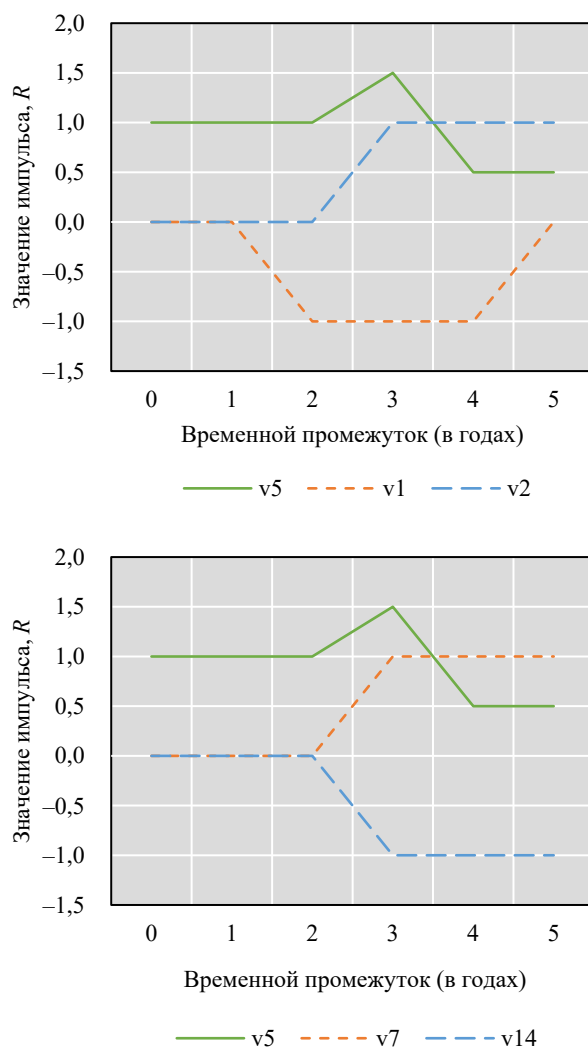 2,0
1,5
1,0
0,5
0,0
–0,5
–1,0
–1,5
Значение импульса, R
0 1 2 3 4 5
Временной промежуток (в годах)
v5 v1 v2
2,0
1,5
1,0
0,5
0,0
–0,5
–1,0
–1,5
Значение импульса, R
0 1 2 3 4 5
Временной промежуток (в годах)
v5 v7 v14